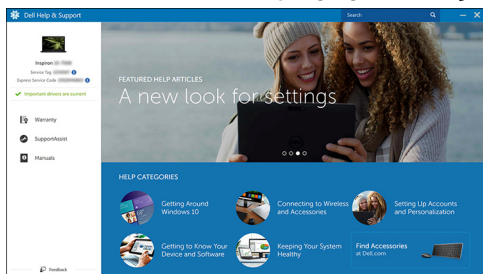 Dell Help & Support
Search
Inspiron
Service Tag
Express Service Code
Important drivers are current
Warranty
SupportAssist
Manuals
Feedback
FEATURED HELP ARTICLES
A new look for settings
HELP CATEGORIES
Getting Around
Windows 10
Connecting to Wireless
and Accessories
Setting Up Accounts
and Personalization
Getting to Know Your
Device and Software
Keeping Your System
Healthy
Find Accessories
at Dell.com